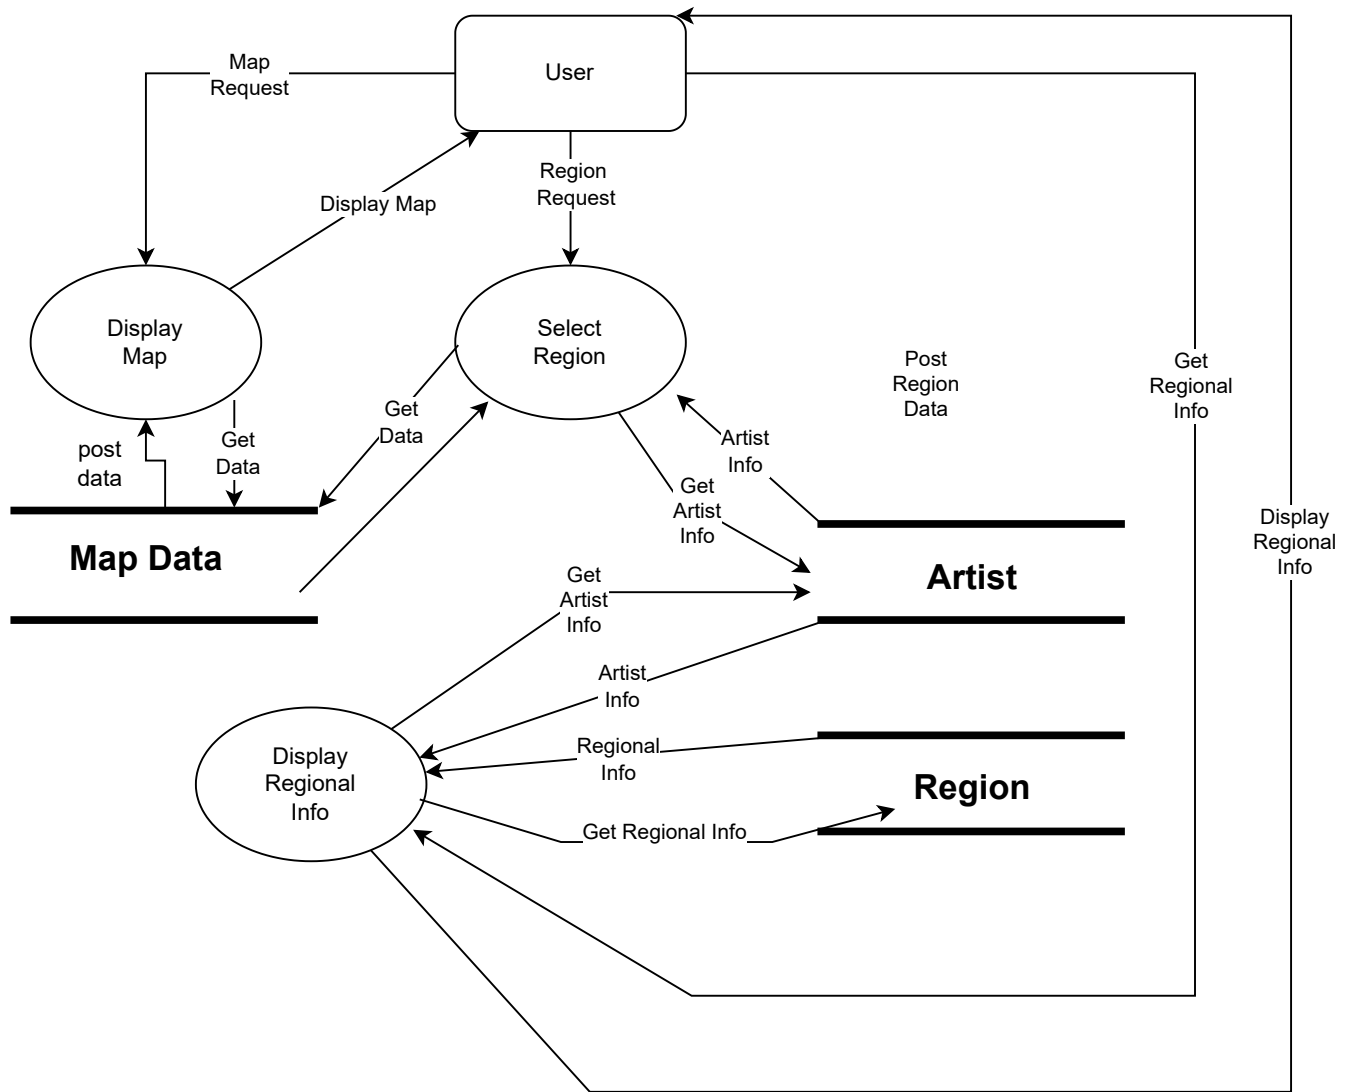 User
Map
Request
Region
Request
Display Map
Display
Map
Select
Region
Post
Region
Data
Get
Regional
Info
Get
Data
Artist
Info
post
data
Get
Data
Get
Artist
Info
Display
Regional
Info
Map Data
Artist
Get
Artist
Info
Artist
Info
Regional
Info
Display
Regional
Info
Region
Get Regional Info